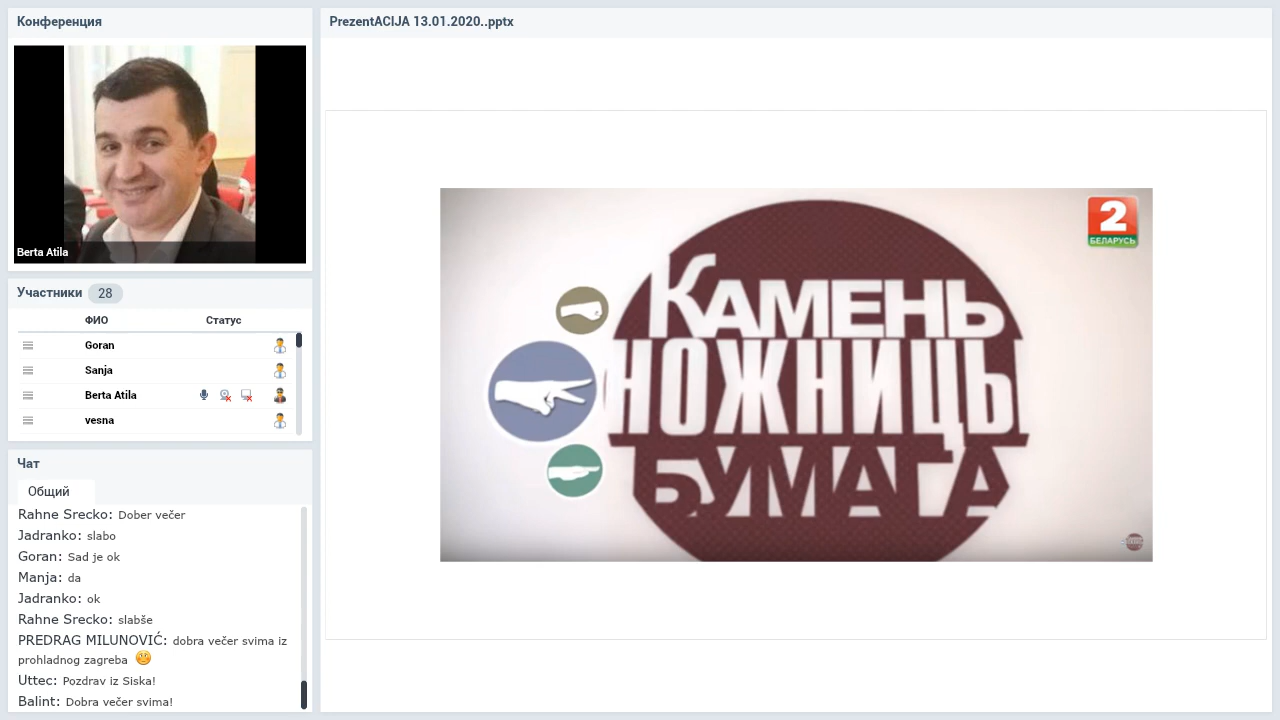 Конференция
Berta Atila
Участники 28
ФИО Статус
Goran
Sanja
Berta Atila
vesna
Чат
Общий
Rahne Srecko: Dober večer
Jadranko: slabo
Goran: Sad je ok
Manja: da
Jadranko: ok
Rahne Srecko: slabše
PREDRAG MILUNOVIĆ: dobra večer svima iz
prohladnog zagreba
Uttec: Pozdrav iz Siska!
Balint: Dobra večer svima!
PrezentACIJA 13.01.2020..pptx
2
БЕЛАРУСЬ
КАМЕНЬ
НОЖНИЦЫ
БУМАГА